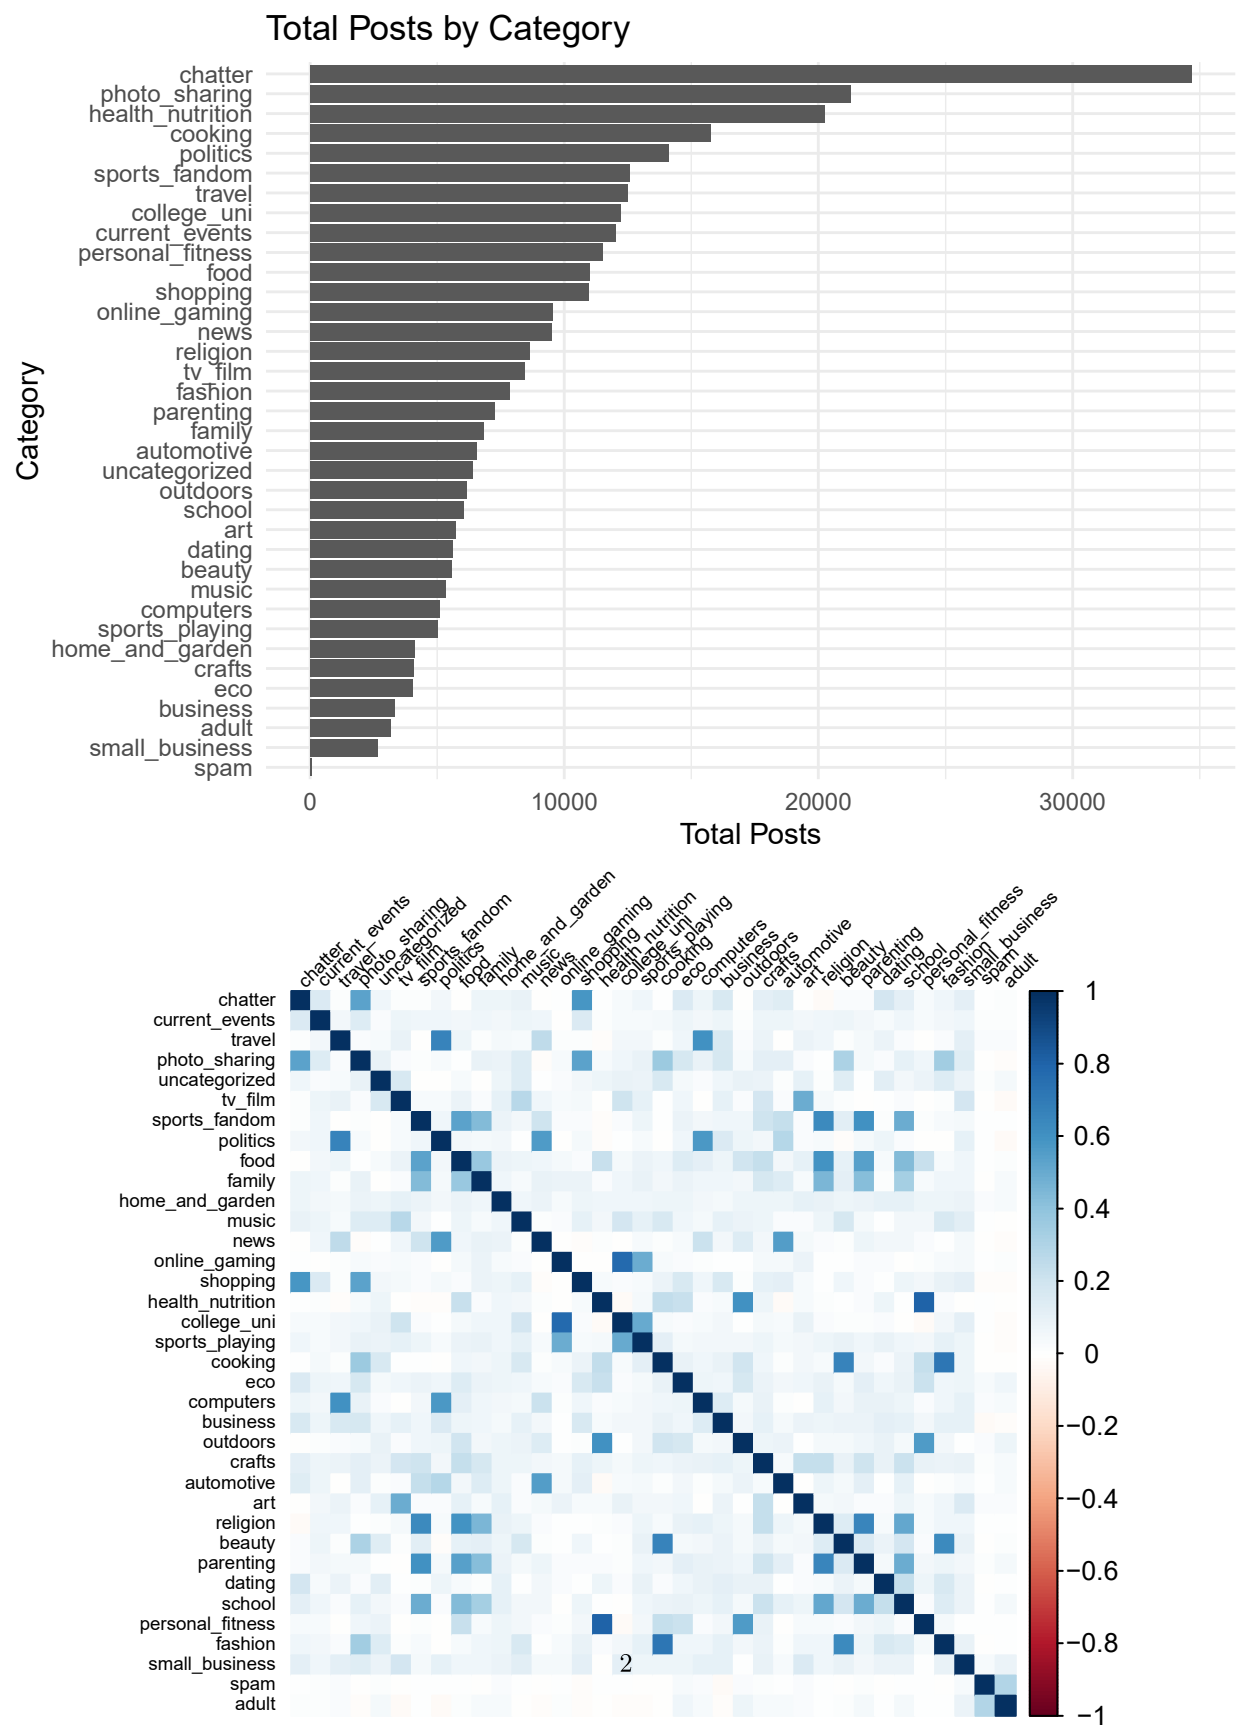 Total Posts by Category
Category
chatter
photo_sharing
health_nutrition
cooking
politics
sports_fandom
travel
college_uni
current_events
personal_fitness
food
shopping
online_gaming
news
religion
tv_film
fashion
parenting
family
automotive
uncategorized
outdoors
school
art
dating
beauty
music
computers
sports_playing
home_and_garden
crafts
eco
business
adult
small_business
spam
0 10000 20000 30000
Total Posts
chatter
current_events
travel
photo_sharing
uncategorized
tv_film
sports_fandom
politics
food
family
home_and_garden
music
news
online_gaming
shopping
health_nutrition
college_uni
sports_playing
cooking
eco
computers
business
outdoors
crafts
automotive
art
religion
beauty
parenting
dating
school
personal_fitness
fashion
small_business
spam
adult
chatter
current_events
travel
photo_sharing
uncategorized
tv_film
sports_fandom
politics
food
family
home_and_garden
music
news
online_gaming
shopping
health_nutrition
college_uni
sports_playing
cooking
eco
computers
business
outdoors
crafts
automotive
art
religion
beauty
parenting
dating
school
personal_fitness
fashion
small_business
spam
adult
1
0.8
0.6
0.4
0.2
0
−0.2
−0.4
−0.6
−0.8
−1
2